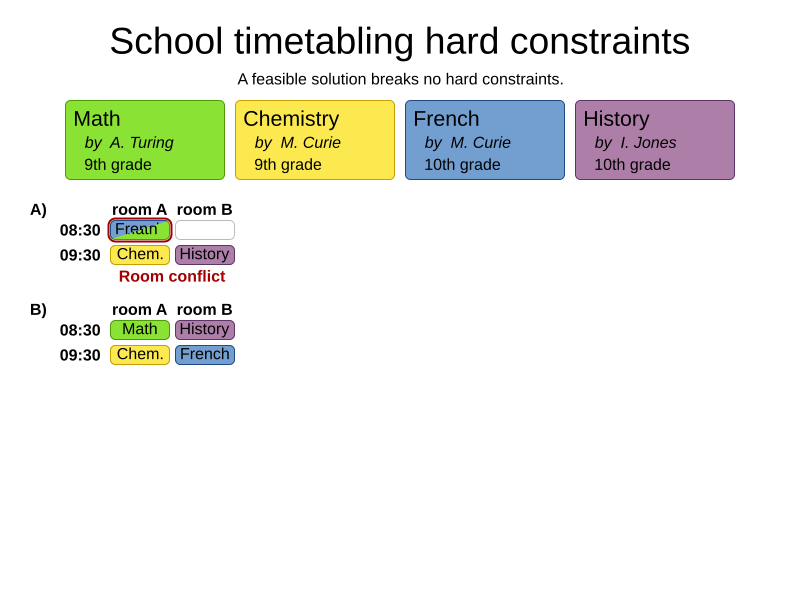 School timetabling hard constraints
A feasible solution breaks no hard constraints.
Math
by A. Turing
9th grade
Chemistry
by M. Curie
9th grade
French
by M. Curie
10th grade
History
by I. Jones
10th grade
A)
room A room B
08:30
09:30 Chem. History
Room conflict
B)
room A room B
08:30 Math History
09:30 Chem. French